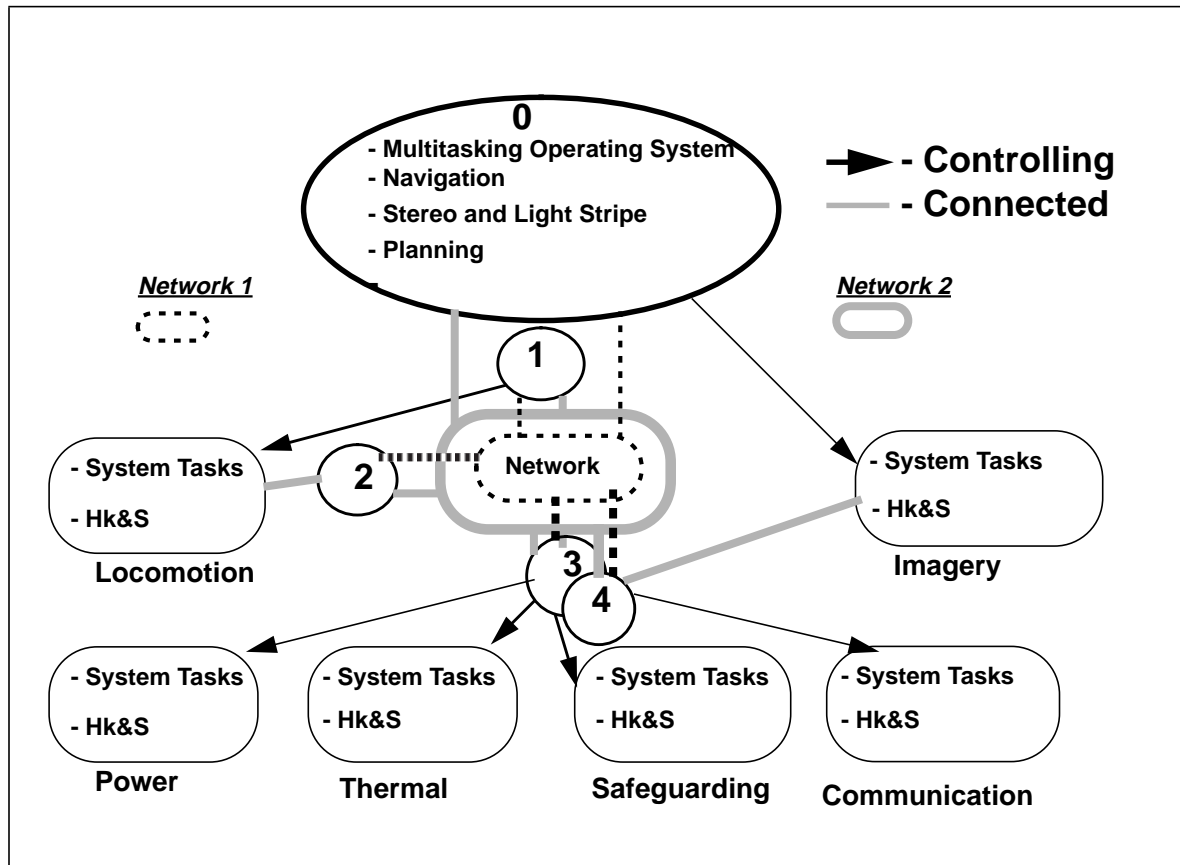 0
- Multitasking Operating System
- Navigation
- Stereo and Light Stripe
- Planning
-
- Controlling
- Connected
Network 1
Network 2
1
2
Network
3
4
- System Tasks
- Hk&S
Locomotion
- System Tasks
- Hk&S
Imagery
- System Tasks
- Hk&S
Power
- System Tasks
- Hk&S
Thermal
- System Tasks
- Hk&S
Safeguarding
- System Tasks
- Hk&S
Communication